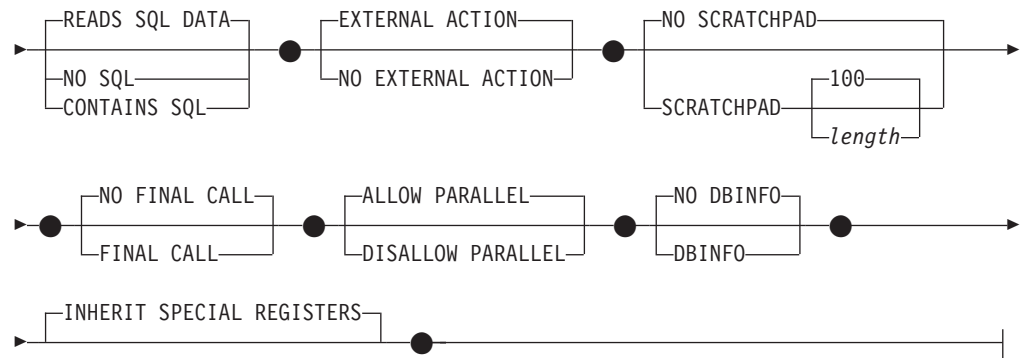 READS SQL DATA
NO SQL
CONTAINS SQL
EXTERNAL ACTION
NO EXTERNAL ACTION
NO SCRATCHPAD
SCRATCHPAD
100
length
NO FINAL CALL
FINAL CALL
ALLOW PARALLEL
DISALLOW PARALLEL
NO DBINFO
DBINFO
INHERIT SPECIAL REGISTERS